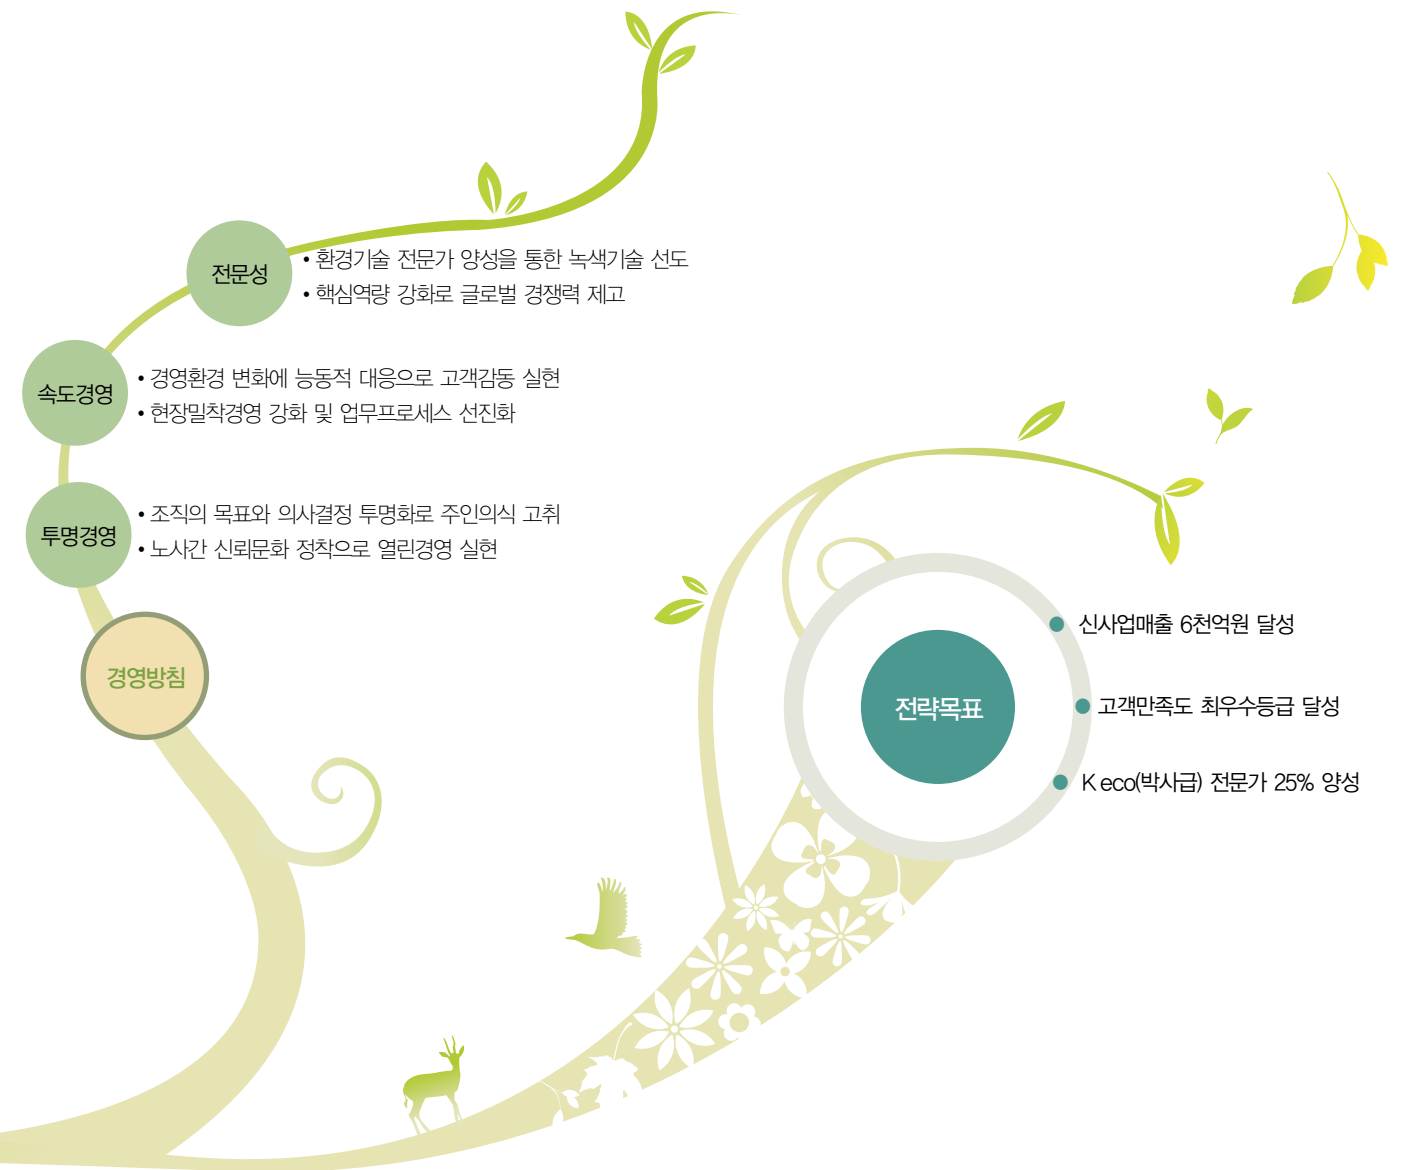 전문성
• 환경기술 전문가 양성을 통한 녹색기술 선도
• 핵심역량 강화로 글로벌 경쟁력 제고
속도경영
• 경영환경 변화에 능동적 대응으로 고객감동 실현
• 현장밀착경영 강화 및 업무프로세스 선진화
투명경영
• 조직의 목표와 의사결정 투명화로 주인의식 고취
• 노사간 신뢰문화 정착으로 열린경영 실현
경영방침
전략목표
신사업매출 6천억원 달성
고객만족도 최우수등급 달성
K eco(박사급) 전문가 25% 양성